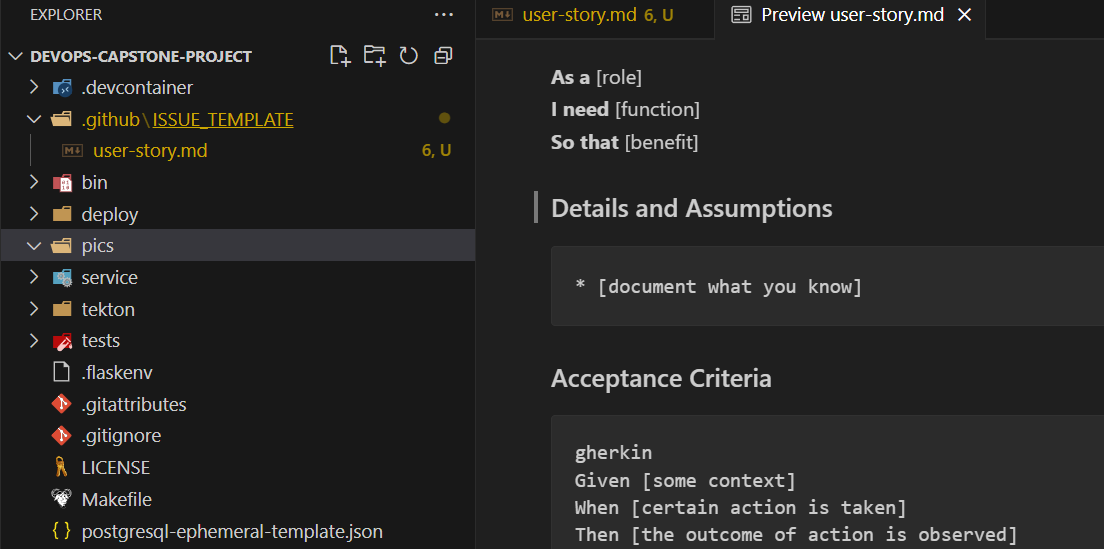 EXPLORER
DEVOPS-CAPSTONE-PROJECT
.devcontainer
.github\ISSUE_TEMPLATE
user-story.md 6, U
bin
deploy
pics
service
tekton
tests
.flaskenv
.gitattributes
.gitignore
LICENSE
Makefile
{ } postgresql-ephemeral-template.json
user-story.md 6, U
Preview user-story.md
As a [role]
I need [function]
So that [benefit]
Details and Assumptions
* [document what you know]
Acceptance Criteria
gherkin
Given [some context]
When [certain action is taken]
Then [the outcome of action is observed]